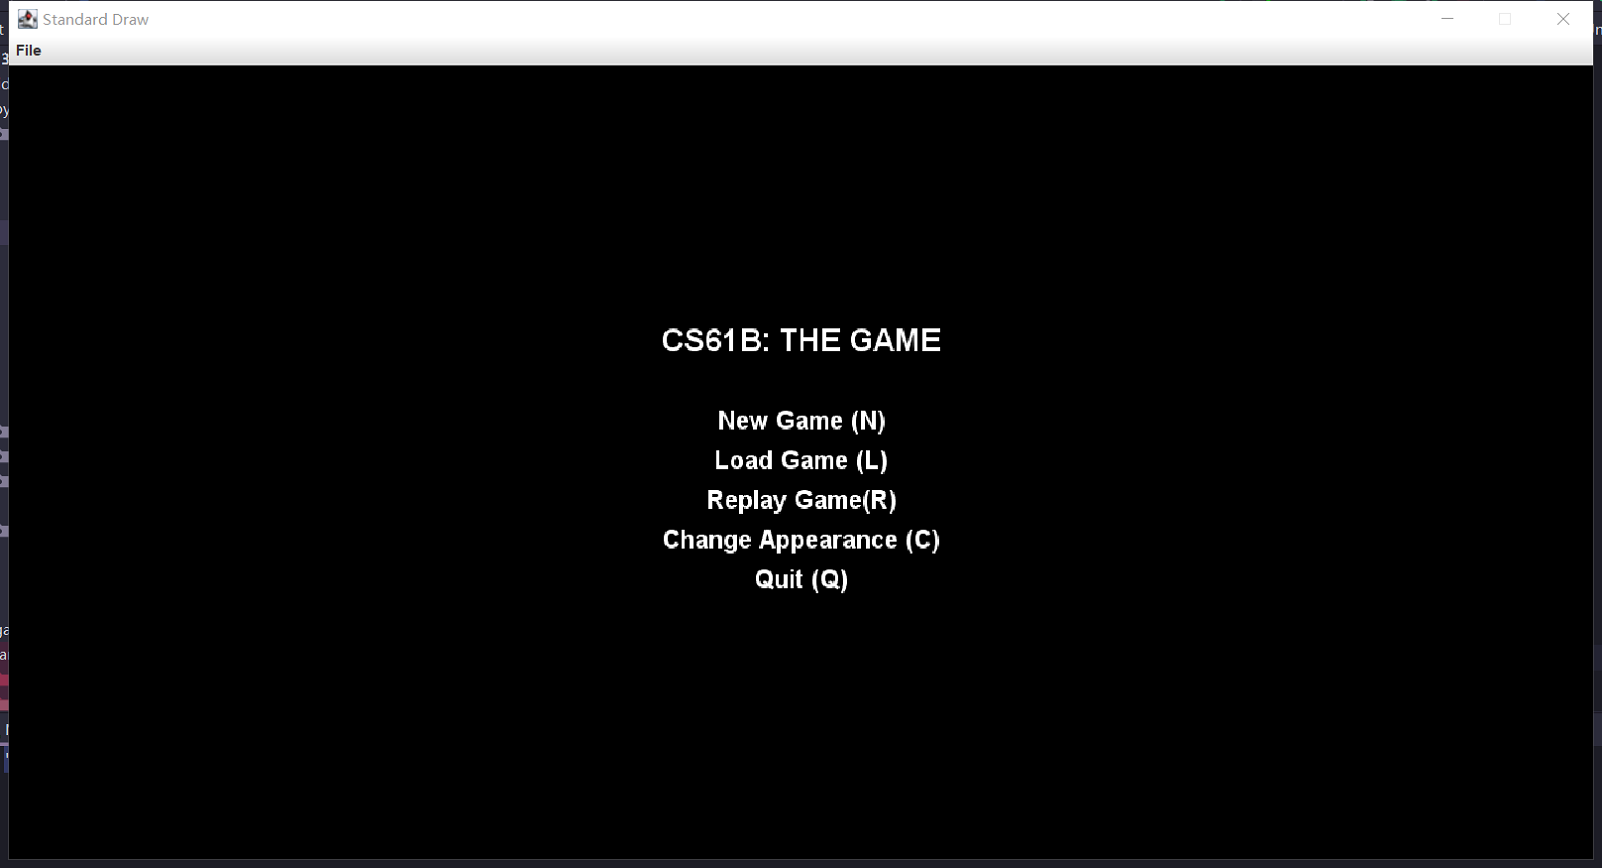 Standard Draw
File
CS61B: THE GAME
New Game (N)
Load Game (L)
Replay Game(R)
Change Appearance (C)
Quit (Q)